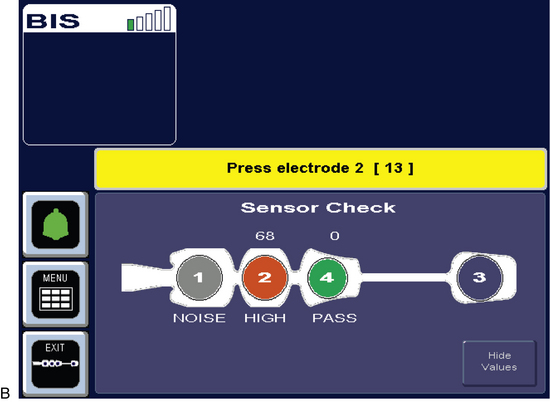 BIS
Press electrode 2 [ 13 ]
Sensor Check
68 0
1 2 4 3
NOISE HIGH PASS
MENU
EXIT
Hide
Values
B